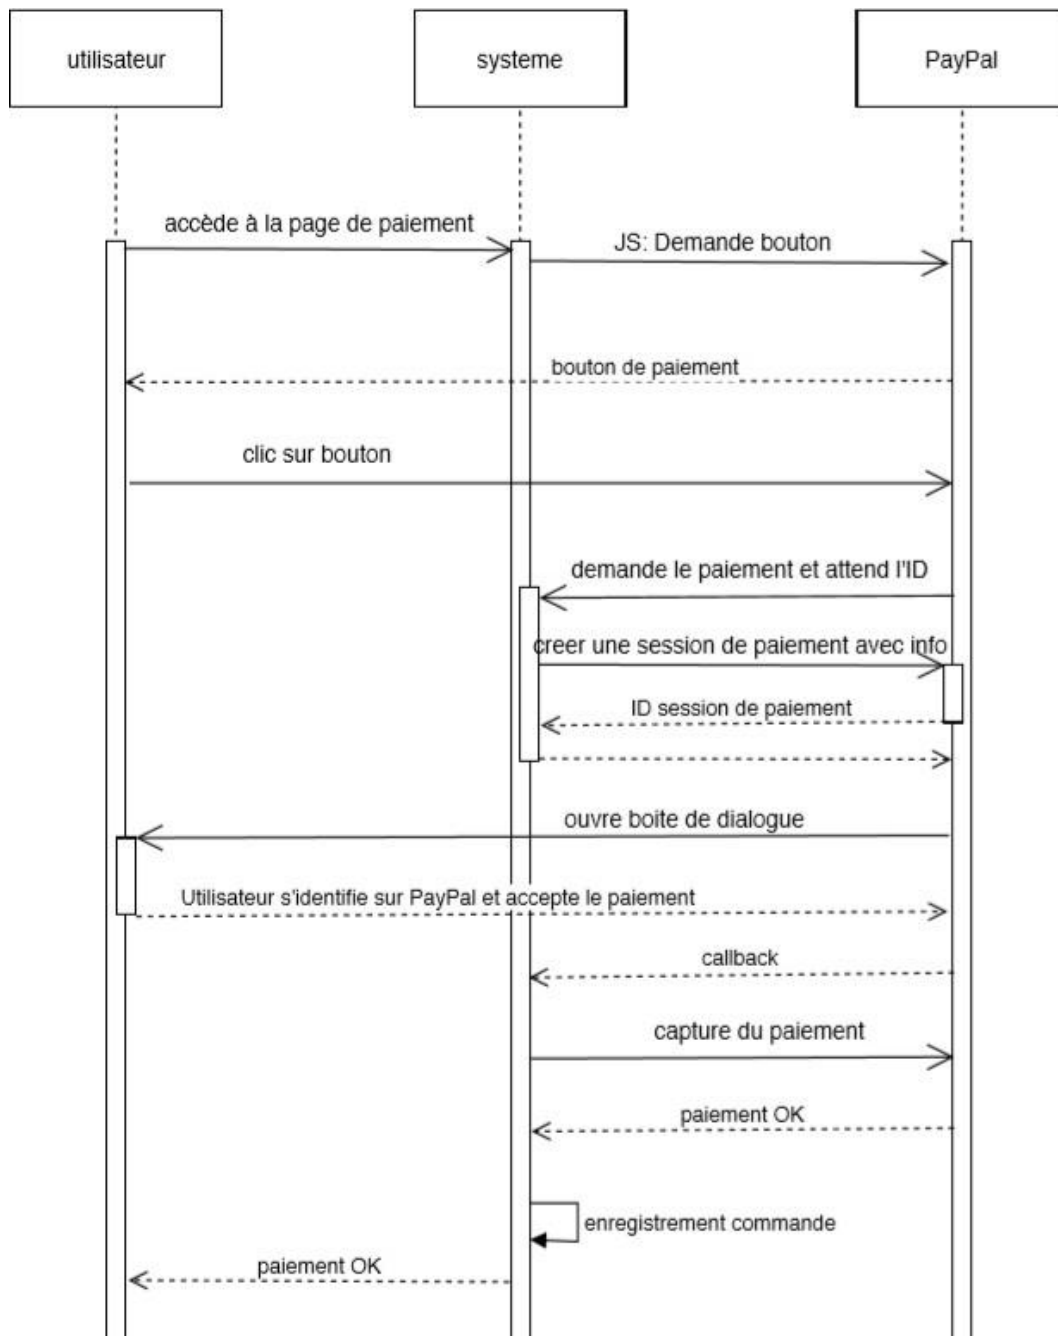 utilisateur
systeme
PayPal
accède à la page de paiement
JS: Demande bouton
bouton de paiement
clic sur bouton
demande le paiement et attend l'ID
creer une session de paiement avec info
ID session de paiement
ouvre boite de dialogue
Utilisateur s'identifie sur PayPal et accepte le paiement
callback
capture du paiement
paiement OK
enregistrement commande
paiement OK